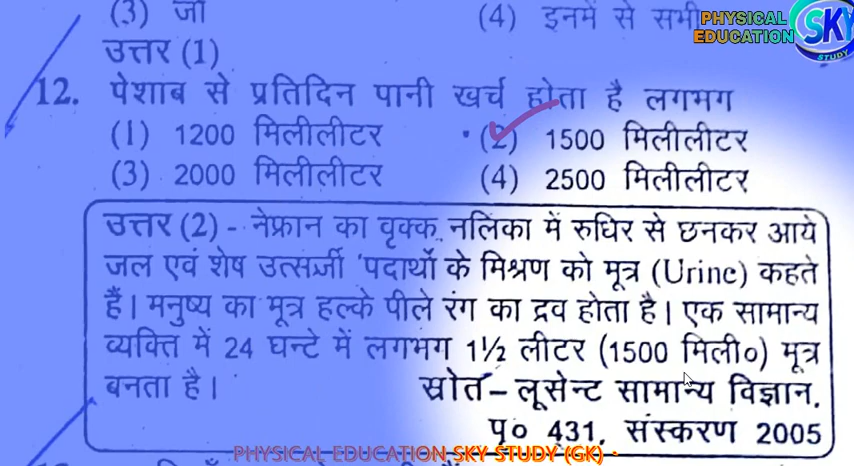 (3) जौ (4) इनमें से सभी
PHYSICAL EDUCATION
SKY
STUDY
उत्तर (1)
12. पेशाब से प्रतिदिन पानी खर्च होता है लगभग
(1) 1200 मिलीलीटर (2) 1500 मिलीलीटर
(3) 2000 मिलीलीटर (4) 2500 मिलीलीटर
उत्तर (2) - नेफ्रान का वृक्क नलिका में रुधिर से छनकर आये
जल एवं शेष उत्सर्जी पदार्थो के मिश्रण को मूत्र (Urine) कहते
हैं। मनुष्य का मूत्र हल्के पीले रंग का द्रव होता है। एक सामान्य
व्यक्ति में 24 घन्टे में लगभग 1½ लीटर (1500 मिली०) मूत्र
बनता है।
स्रोत–लूसेन्ट सामान्य विज्ञान,
पृ० 431, संस्करण 2005
PHYSICAL EDUCATION SKY STUDY (GK)